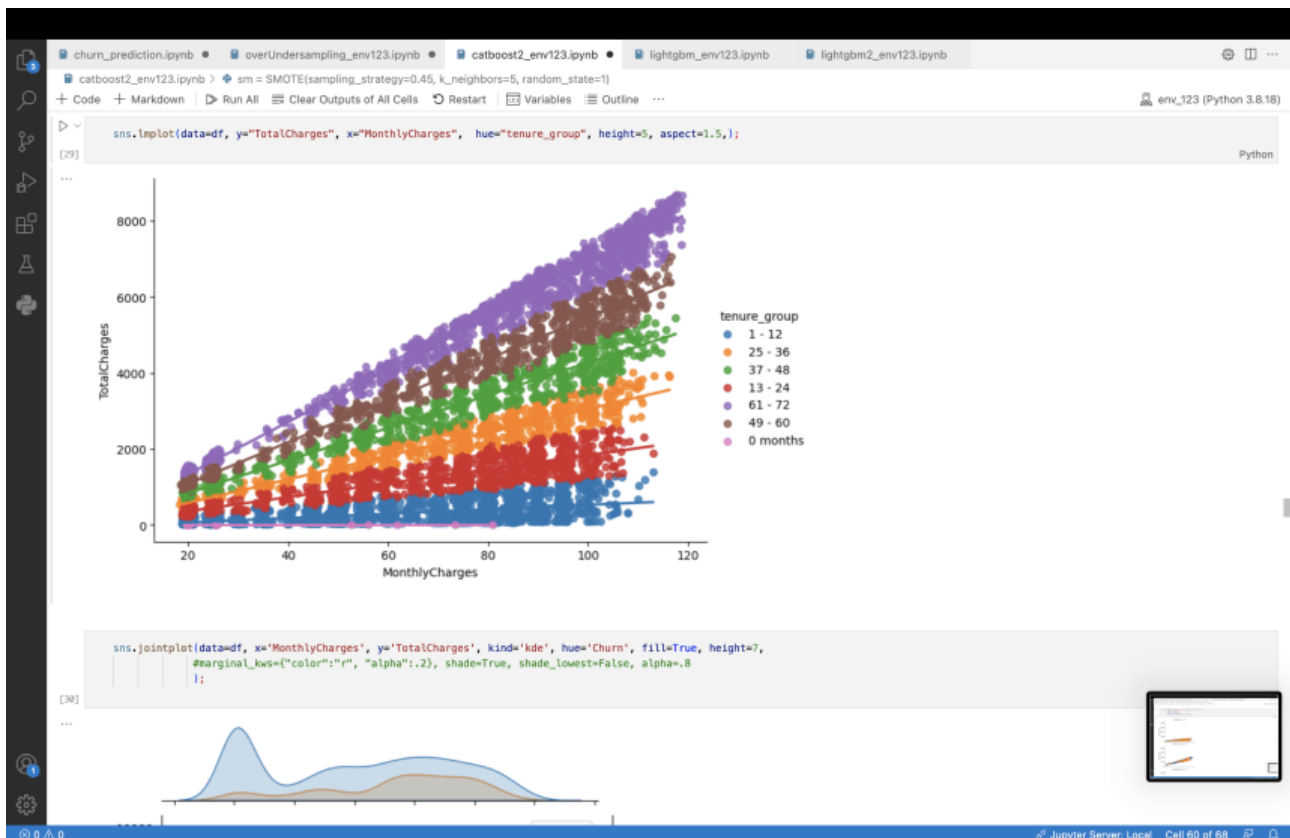 churn_prediction.ipynb
overUndersampling_env123.ipynb
catboost2_env123.ipynb
lightgbm_env123.ipynb
lightgbm2_env123.ipynb
catboost2_env123.ipynb > sm = SMOTE(sampling_strategy=0.45, k_neighbors=5, random_state=1)
+ Code + Markdown Run All Clear Outputs of All Cells Restart Variables Outline ... env_123 (Python 3.8.18)
3
sns.lmplot(data=df, y="TotalCharges", x="MonthlyCharges",  hue="tenure_group", height=5, aspect=1.5,);
[29]
Python
...
8000
6000
4000
2000
0
TotalCharges
20 40 60 80 100 120
MonthlyCharges
tenure_group
1 - 12
25 - 36
37 - 48
13 - 24
61 - 72
49 - 60
0 months
sns.jointplot(data=df, x='MonthlyCharges', y='TotalCharges', kind='kde', hue='Churn', fill=True, height=7,
#marginal_kws={"color":"r", "alpha":.2}, shade=True, shade_lowest=False, alpha=.8
);
[30]
...
1
0 0 Jupyter Server: Local Cell 60 of 68